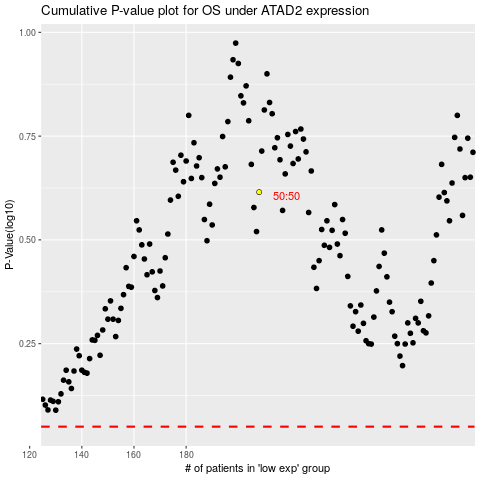 Cumulative P-value plot for OS under ATAD2 expression
1.00
0.75
0.50
0.25
P-Value(log10)
50:50
120 140 160 180
# of patients in 'low exp' group